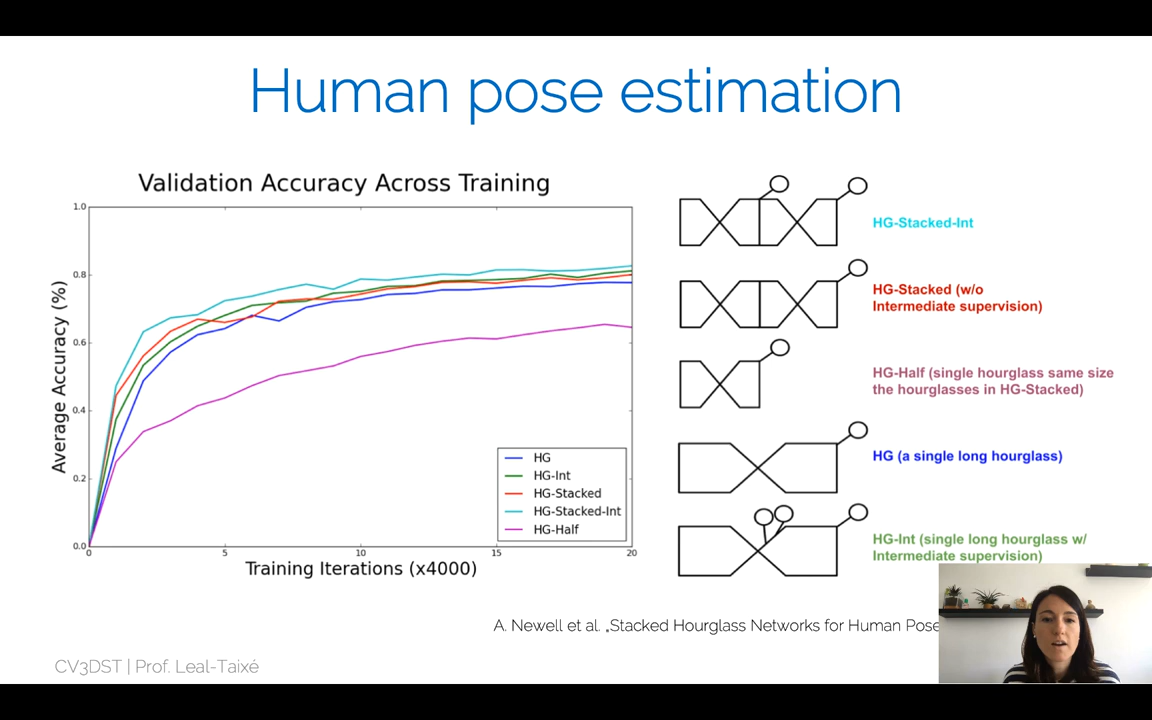 Human pose estimation
Validation Accuracy Across Training
Average Accuracy (%)
1.0
0.8
0.6
0.4
0.2
0.0
0
5
10
15
20
Training Iterations (x4000)
HG
HG-Int
HG-Stacked
HG-Stacked-Int
HG-Half
HG-Stacked-Int
HG-Stacked (w/o
Intermediate supervision)
HG-Half (single hourglass same size
the hourglasses in HG-Stacked)
HG (a single long hourglass)
HG-Int (single long hourglass w/
Intermediate supervision)
A. Newell et al. „Stacked Hourglass Networks for Human Pose
CV3DST | Prof. Leal-Taixé